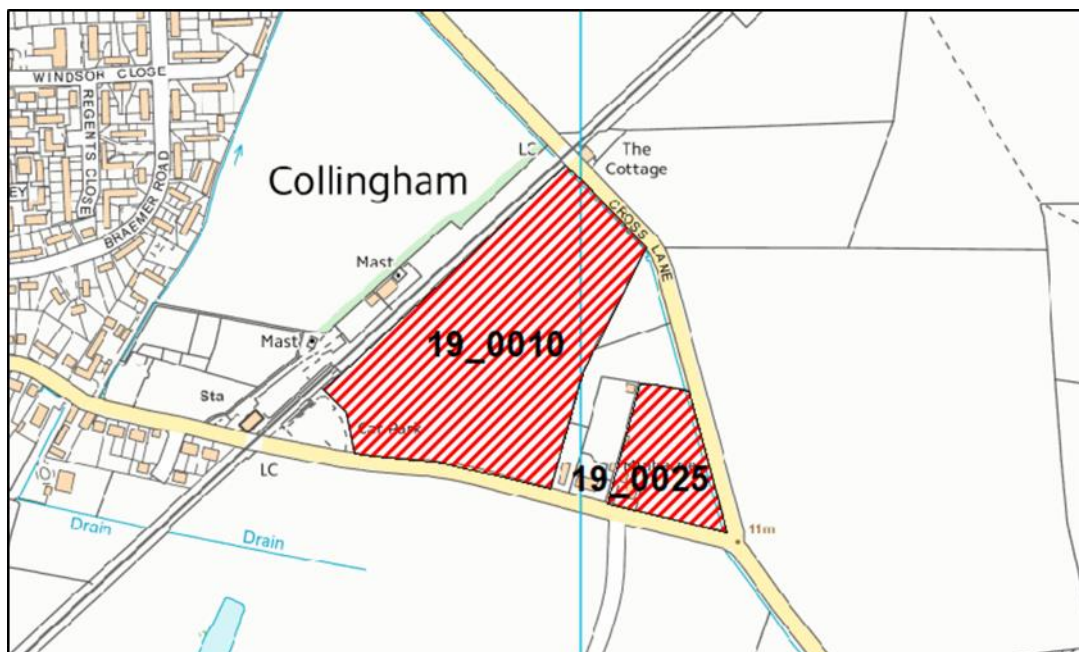 WINDSOR CLOSE
REGENTS CLOSE
BRAEMER ROAD
LC
The
Cottage
Collingham
CROSS LANE
Mast
Mast
19_0010
Sta
Car Park
LC
19_0025
11m
Drain
Drain